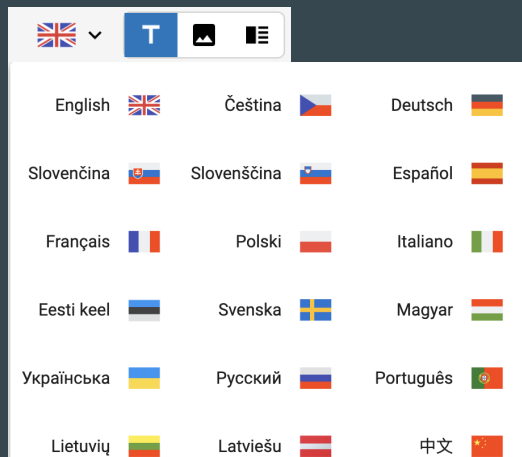 T
English Čeština Deutsch
Slovenčina Slovenščina Español
Français Polski Italiano
Eesti keel Svenska Magyar
Українська Русский Português
Lietuvių Latviešu 中文